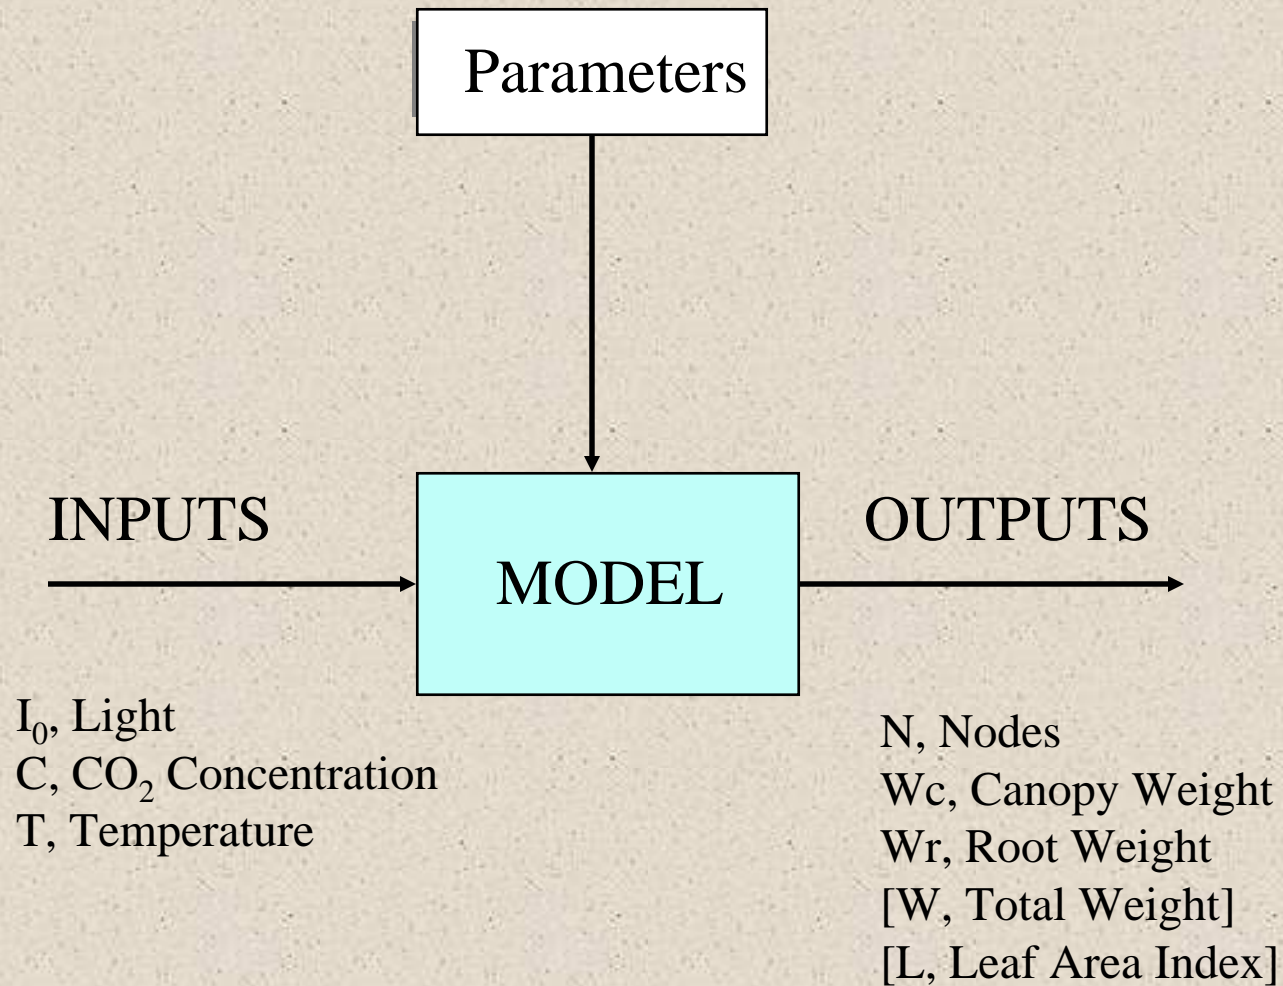 Parameters
INPUTS
OUTPUTS
MODEL
I₀, Light
C, CO₂ Concentration
T, Temperature
N, Nodes
Wc, Canopy Weight
Wr, Root Weight
[W, Total Weight]
[L, Leaf Area Index]